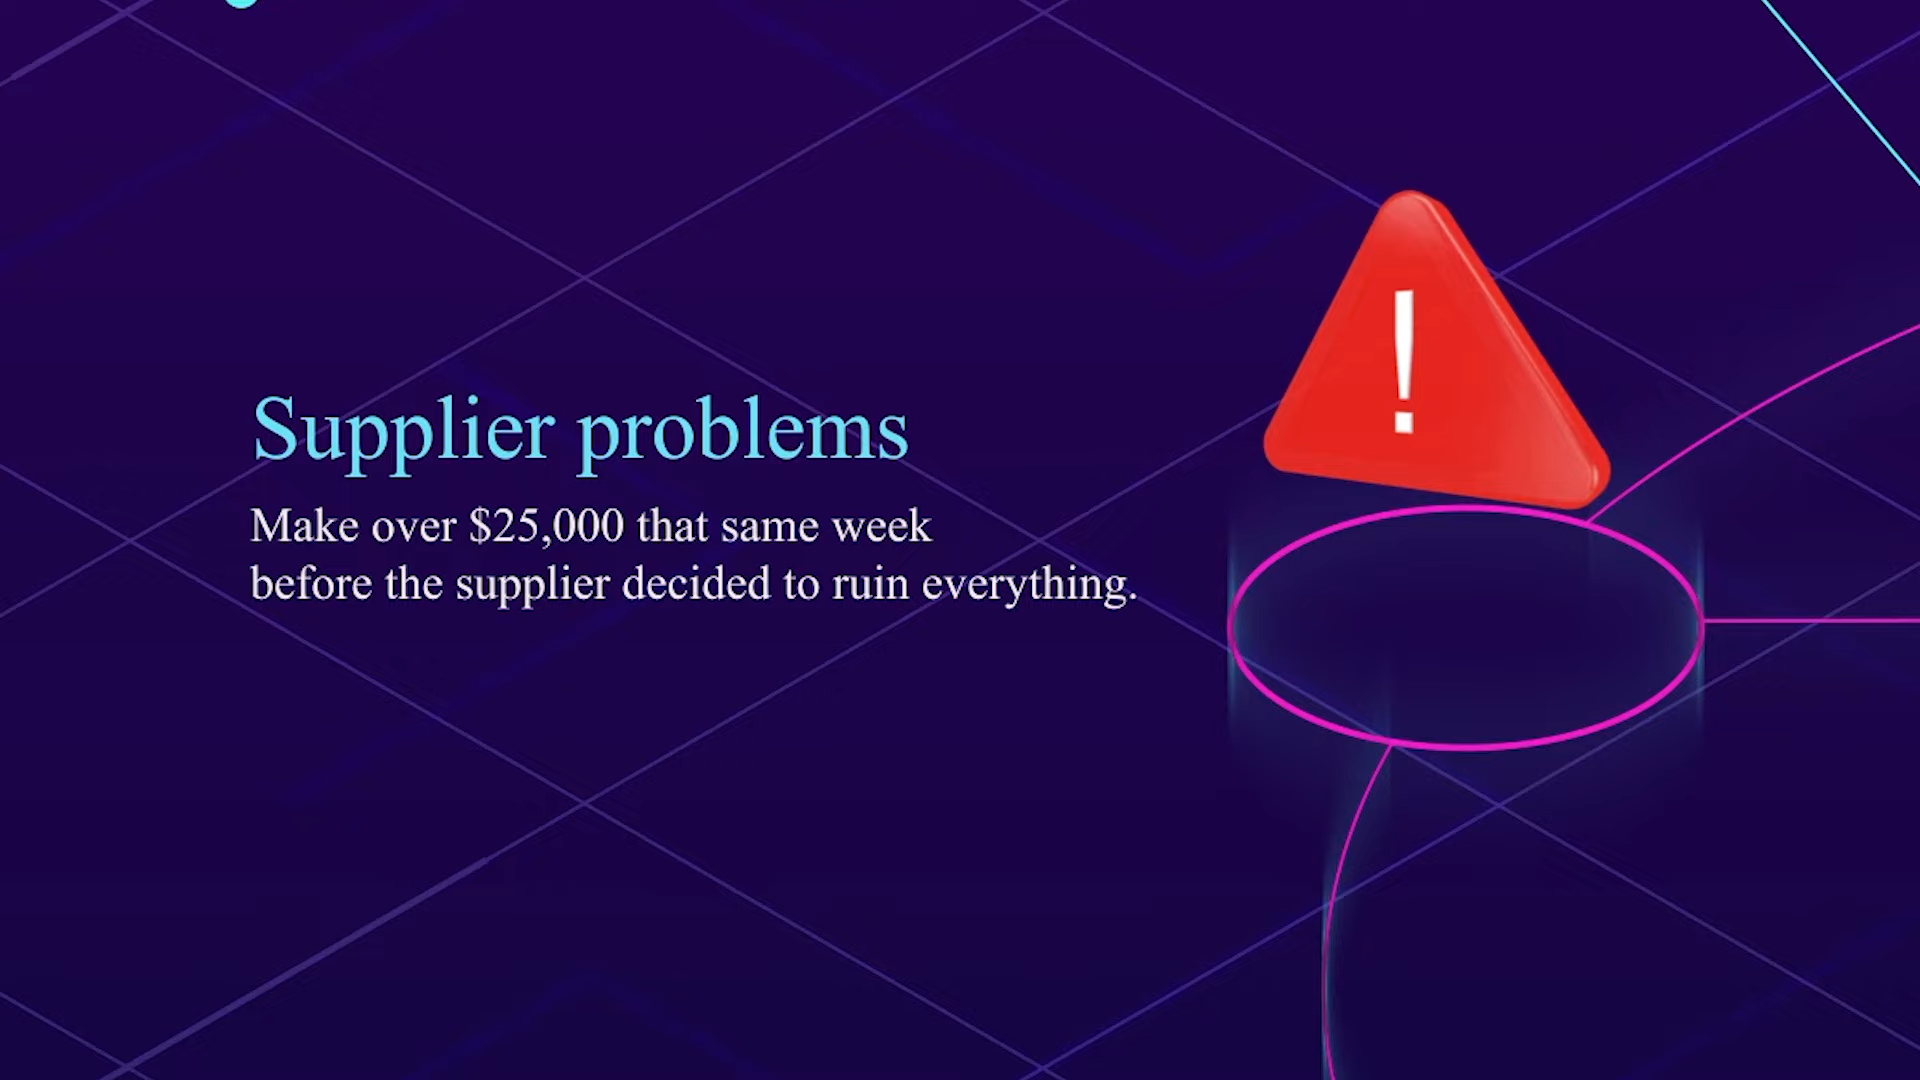 Supplier problems
Make over $25,000 that same week
before the supplier decided to ruin everything.
!